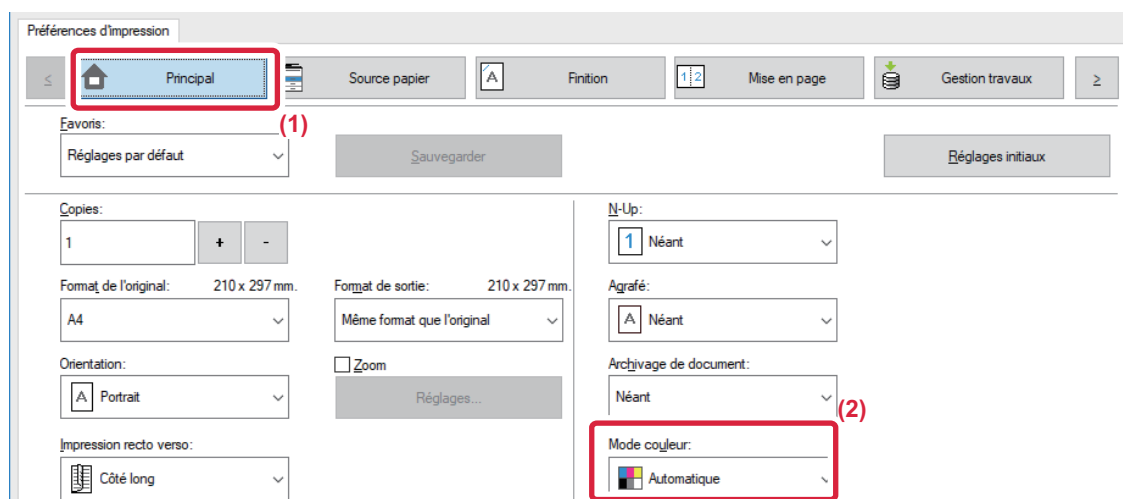 Préférences d'impression
≤ Principal Source papier A Finition 1 2 Mise en page Gestion travaux ≥
(1)
Favoris:
Réglages par défaut Sauvegarder Réglages initiaux
Copies: N-Up:
1 + - 1 Néant
Format de l'original: 210 x 297 mm. Format de sortie: 210 x 297 mm. Agrafé:
A4 Même format que l'original A Néant
Orientation: Zoom Archivage de document:
A Portrait Réglages... Néant
(2)
Impression recto verso: Mode couleur:
Côté long Automatique